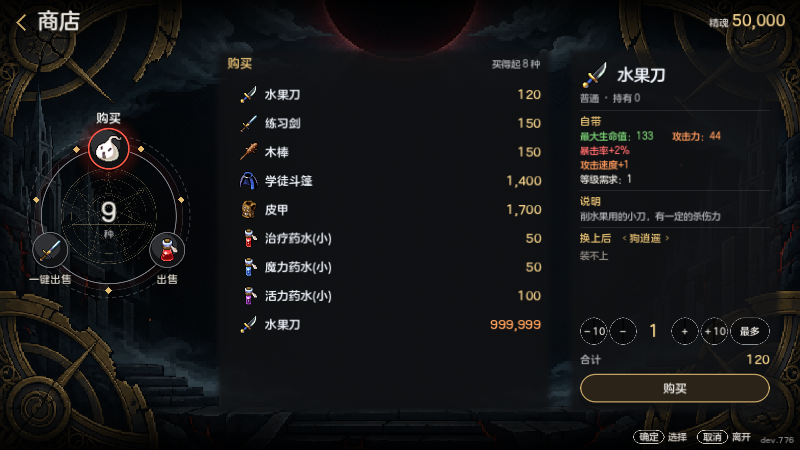 商店
精魂 50,000
购买
9
种
一键出售
出售
购买 买得起 8 种
水果刀 120
练习剑 150
木棒 150
学徒斗篷 1,400
皮甲 1,700
治疗药水(小) 50
魔力药水(小) 50
活力药水(小) 100
水果刀 999,999
水果刀
普通 · 持有 0
自带
最大生命值: 133 攻击力: 44
暴击率+2%
攻击速度+1
等级需求: 1
说明
削水果用的小刀，有一定的杀伤力
换上后 <狗逍遥>
装不上
-10 - 1 + +10 最多
合计 120
购买
确定 选择 取消 离开 dev.776